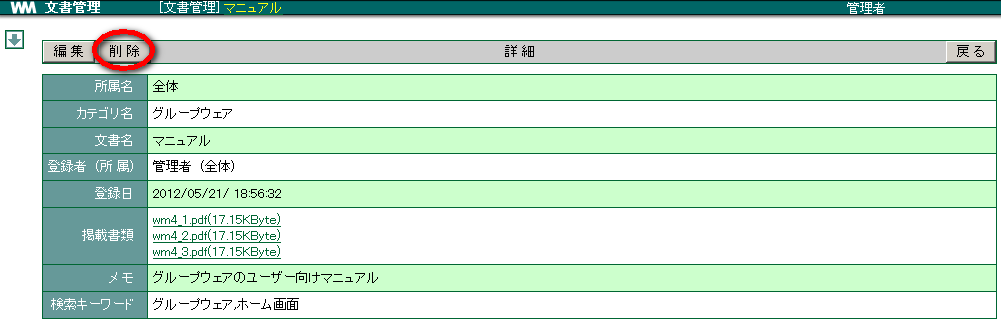 WM 文書管理 [文書管理] マニュアル 管理者
編集 削除 詳細 戻る
所属名 全体
カテゴリ名 グループウェア
文書名 マニュアル
登録者（所属） 管理者（全体）
登録日 2012/05/21/ 18:56:32
掲載書類 wm4_1.pdf(17.15KByte)
wm4_2.pdf(17.15KByte)
wm4_3.pdf(17.15KByte)
メモ グループウェアのユーザー向けマニュアル
検索キーワード グループウェア,ホーム画面